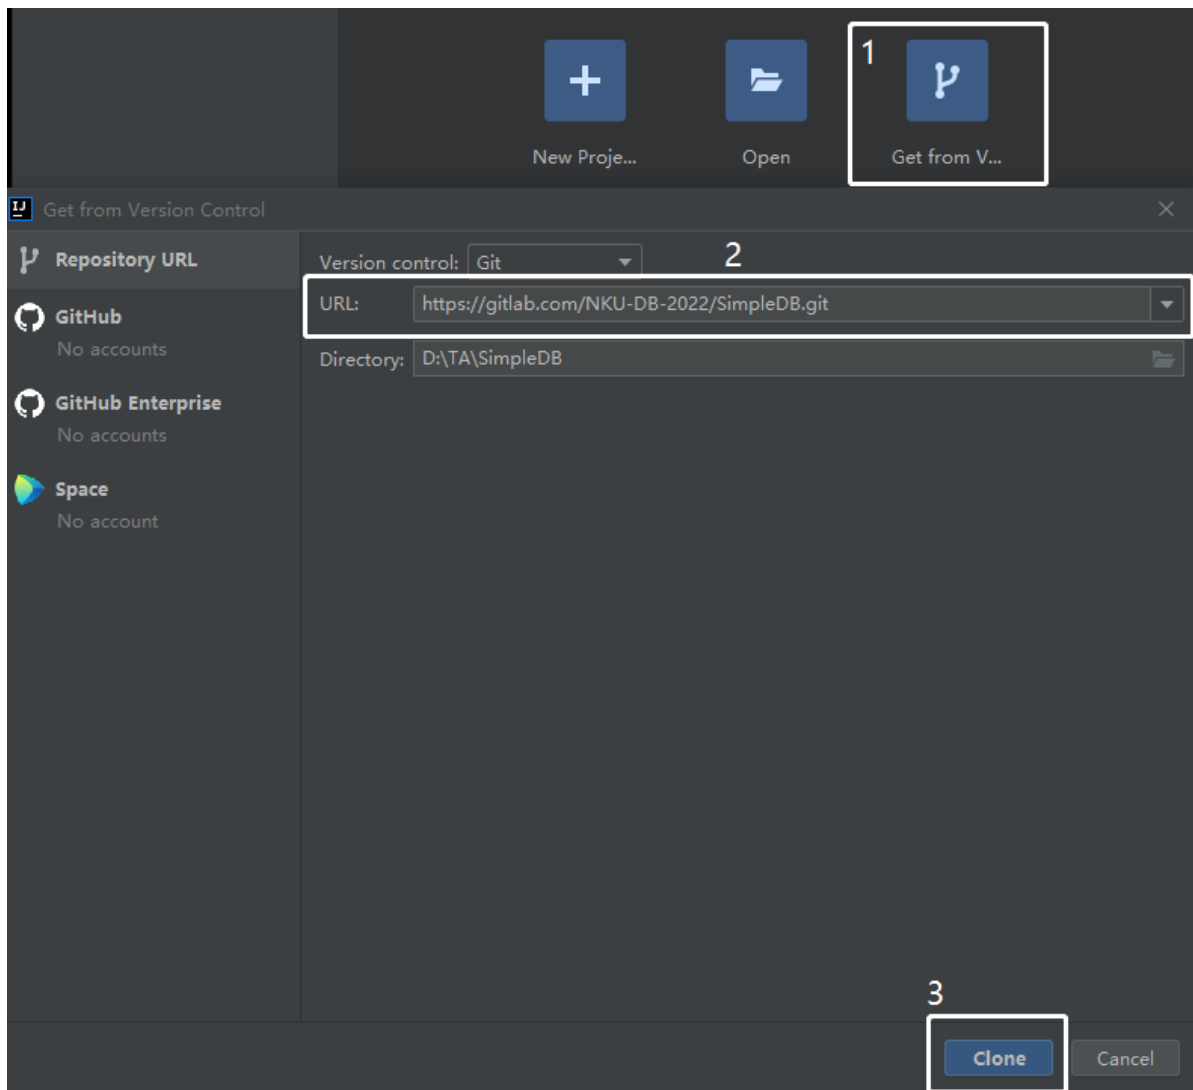 1
New Proje...
Open
Get from V...
IJ
Get from Version Control
Repository URL
Version control: Git
2
URL: https://gitlab.com/NKU-DB-2022/SimpleDB.git
GitHub
No accounts
Directory: D:\TA\SimpleDB
GitHub Enterprise
No accounts
Space
No account
3
Clone
Cancel